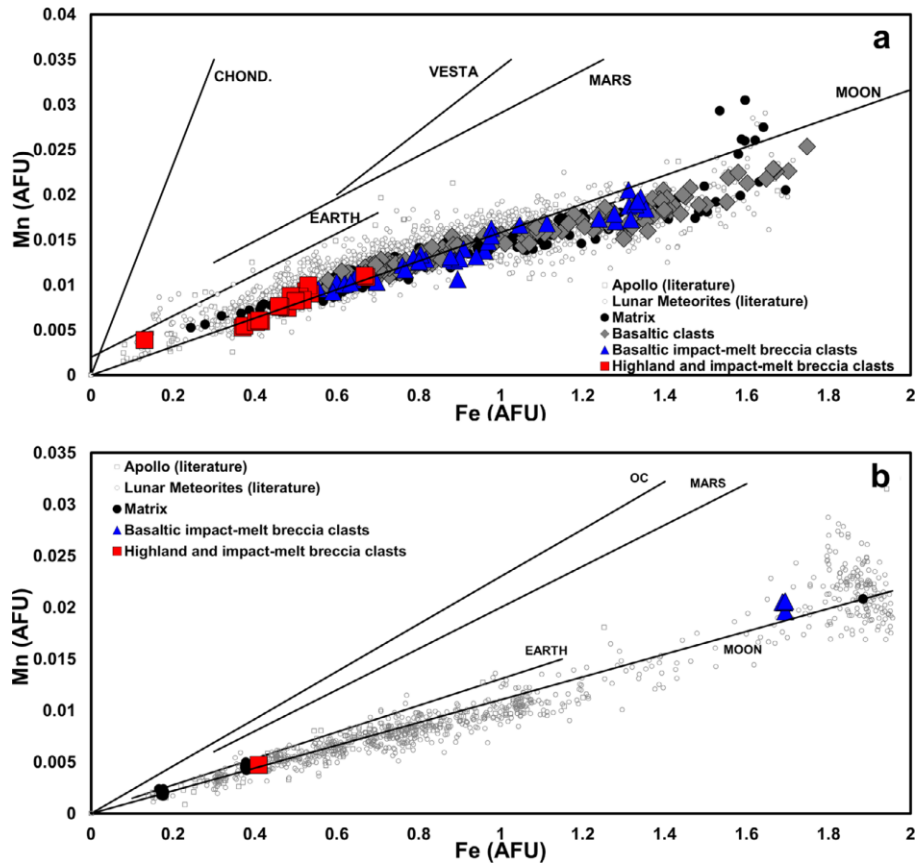 a
0.04
0.035
0.03
0.025
0.02
0.015
0.01
0.005
0
Mn (AFU)
CHOND.
VESTA
MARS
MOON
EARTH
Apollo (literature)
Lunar Meteorites (literature)
Matrix
Basaltic clasts
Basaltic impact-melt breccia clasts
Highland and impact-melt breccia clasts
0 0.2 0.4 0.6 0.8 1 1.2 1.4 1.6 1.8 2
Fe (AFU)
b
0.035
0.03
0.025
0.02
0.015
0.01
0.005
0
Mn (AFU)
Apollo (literature)
Lunar Meteorites (literature)
Matrix
Basaltic impact-melt breccia clasts
Highland and impact-melt breccia clasts
OC
MARS
EARTH
MOON
0 0.2 0.4 0.6 0.8 1 1.2 1.4 1.6 1.8 2
Fe (AFU)